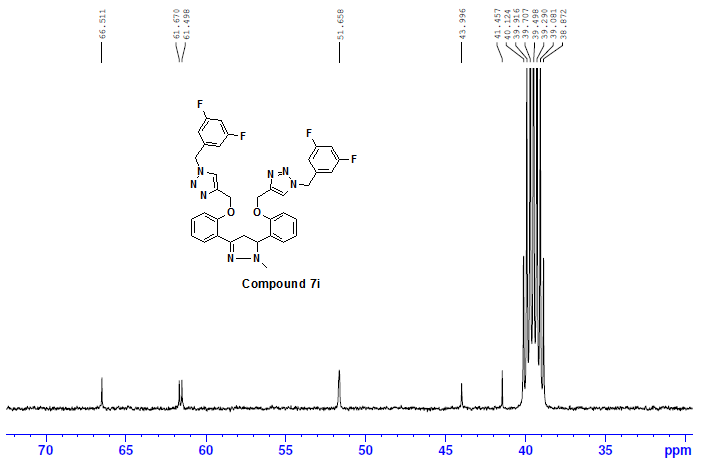 66.511
61.670
61.498
51.658
43.996
41.457
40.124
39.916
39.707
39.498
39.290
39.081
38.872
F
F
N
N
N
O
F
F
N
N
N
O
N
N
Compound 7i
70
65
60
55
50
45
40
35
ppm